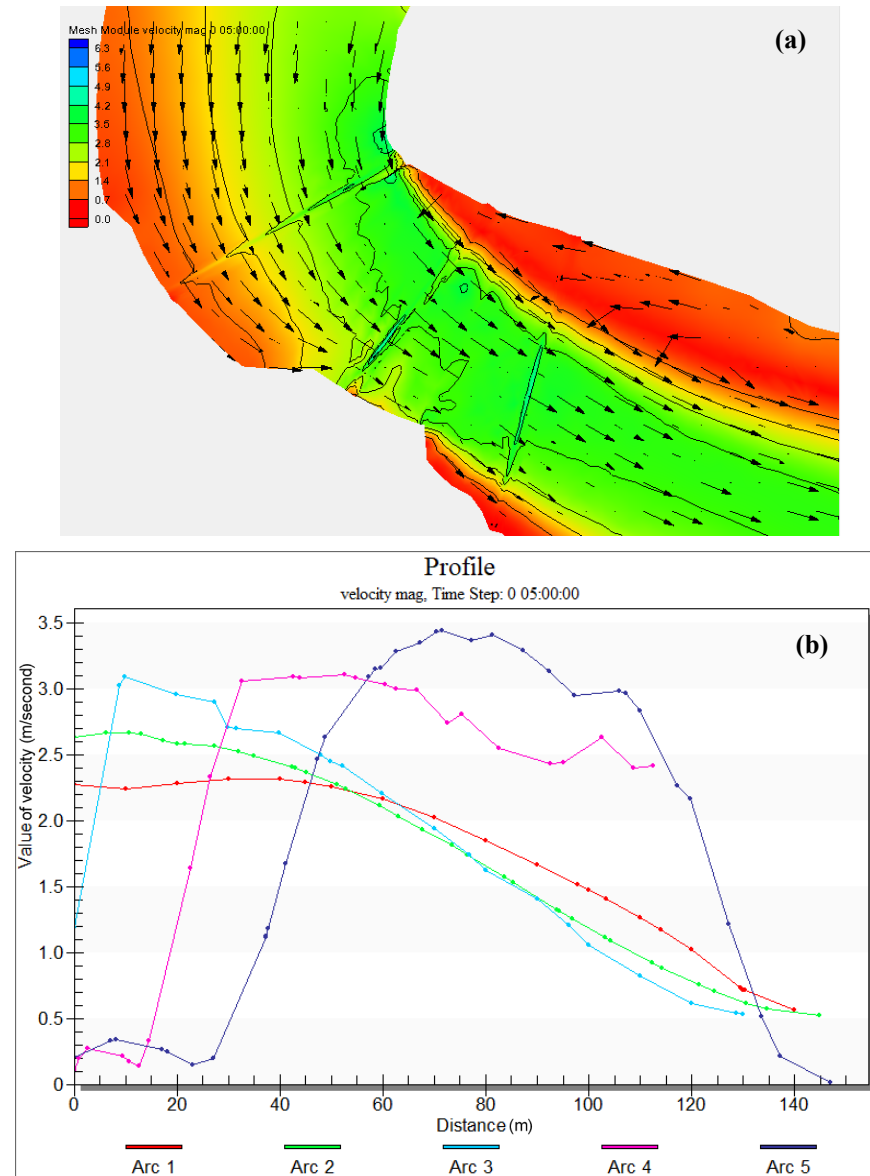 Mesh Module velocity mag 0 05:00:00
(a)
6.3
5.6
4.9
4.2
3.5
2.8
2.1
1.4
0.7
0.0
Profile
velocity mag, Time Step: 0 05:00:00
(b)
Value of velocity (m/second)
3.5
3.0
2.5
2.0
1.5
1.0
0.5
0
0 20 40 60 80 100 120 140
Distance (m)
Arc 1 Arc 2 Arc 3 Arc 4 Arc 5